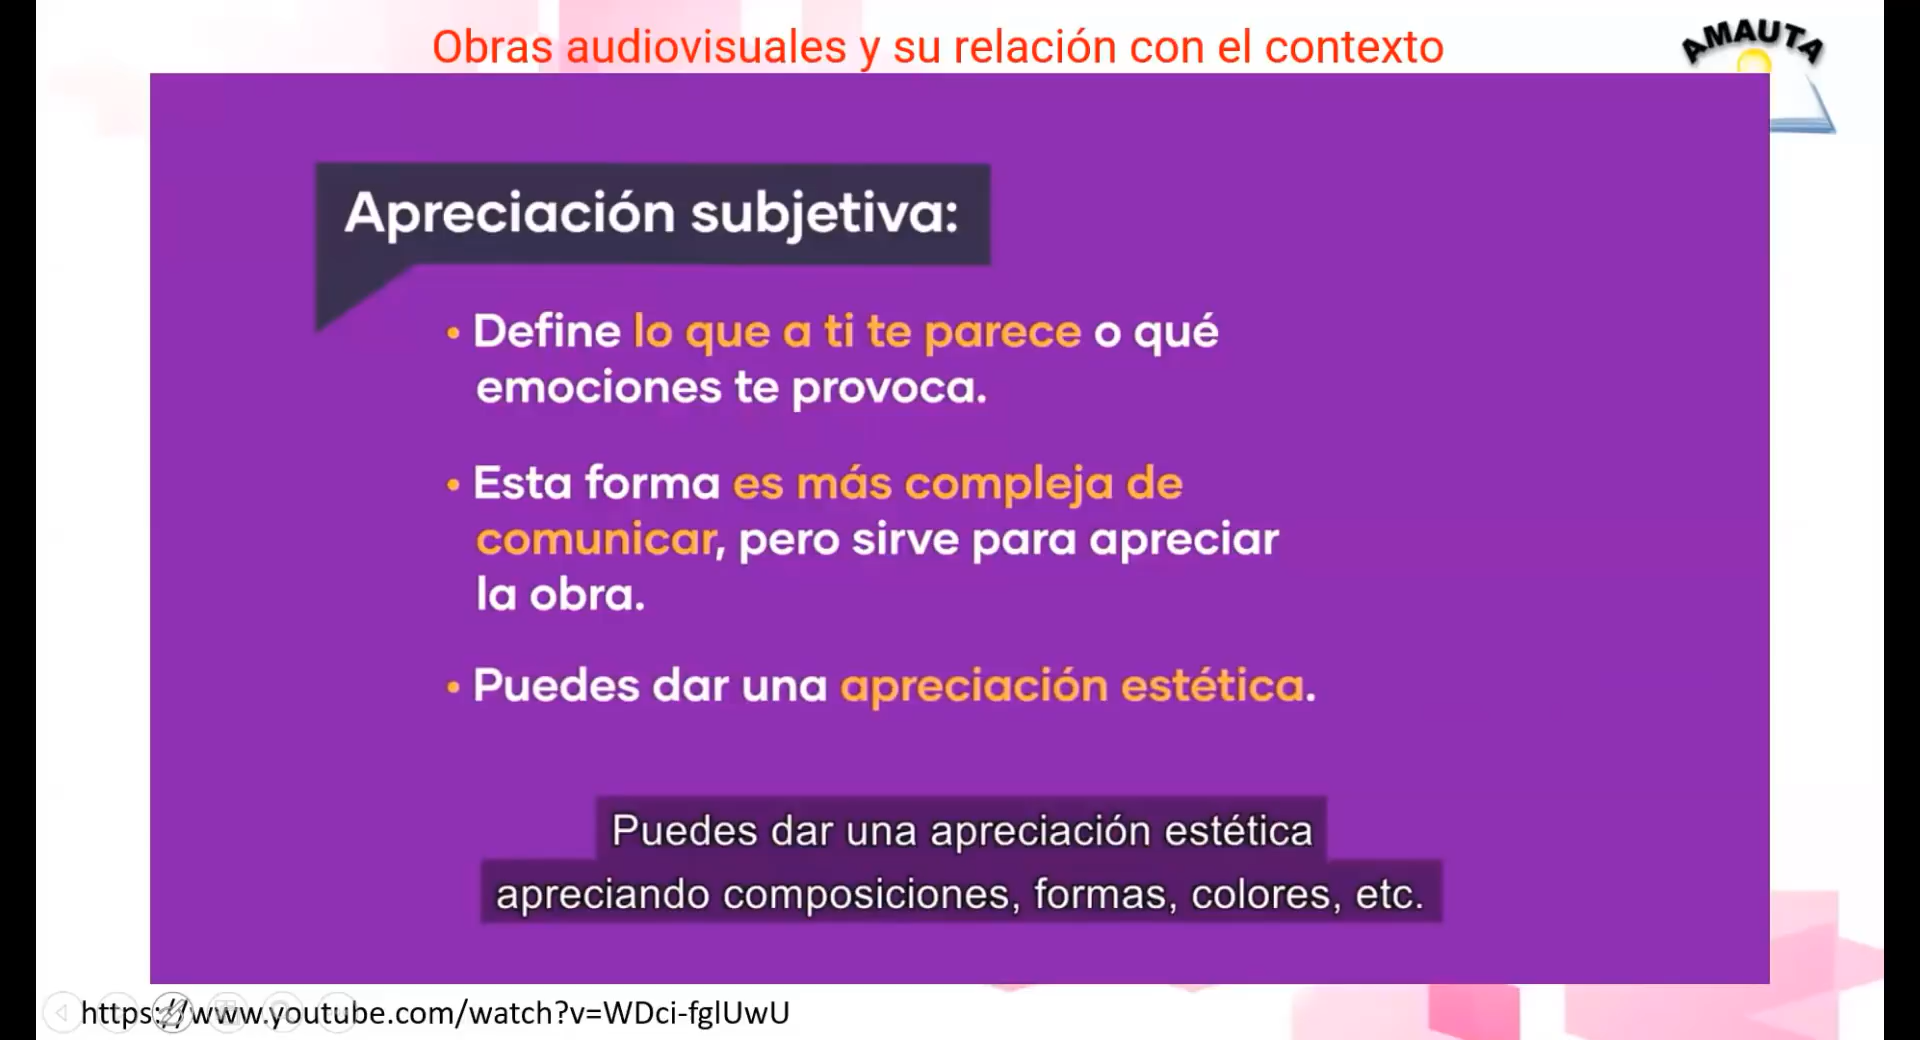 Obras audiovisuales y su relación con el contexto
AMAUTA
Apreciación subjetiva:
• Define lo que a ti te parece o qué
emociones te provoca.
• Esta forma es más compleja de
comunicar, pero sirve para apreciar
la obra.
• Puedes dar una apreciación estética.
Puedes dar una apreciación estética
apreciando composiciones, formas, colores, etc.
https://www.youtube.com/watch?v=WDci-fglUwU